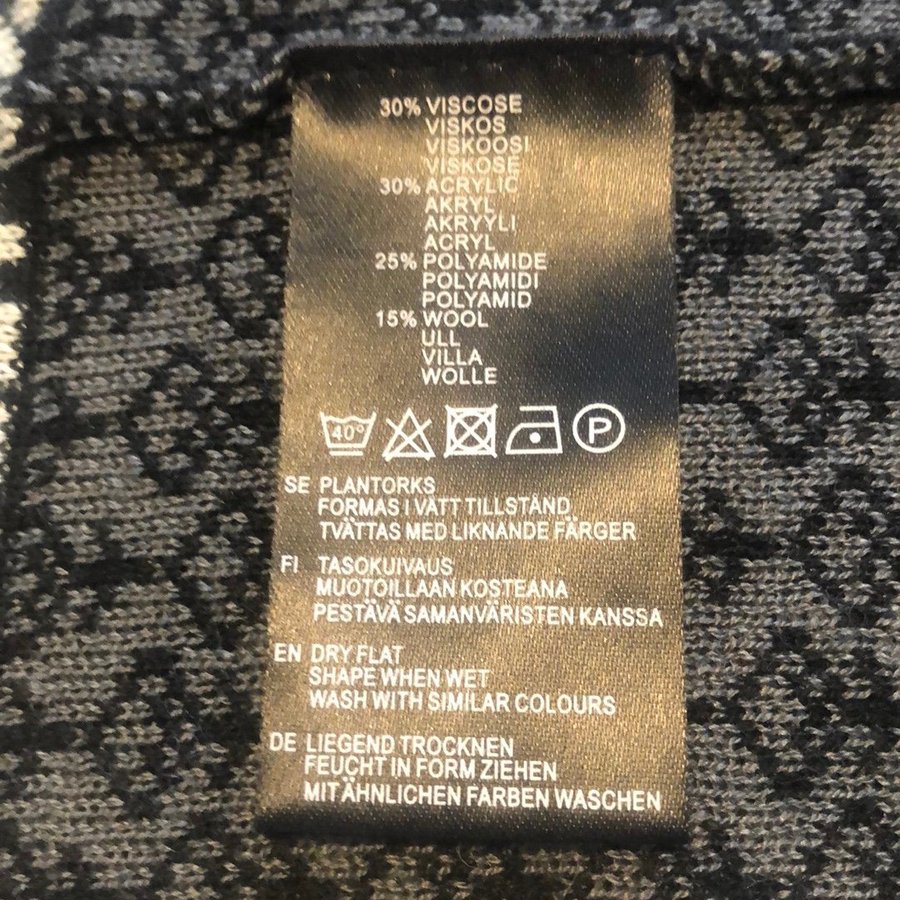 30% VISCOSE
VISKOS
VISKOOSI
VISKOSE
30% ACRYLIC
AKRYL
AKRYYLI
ACRYL
25% POLYAMIDE
POLYAMIDI
POLYAMID
15% WOOL
ULL
VILLA
WOLLE
40° P
SE PLANTORKS
FORMAS I VÅTT TILLSTÅND
TVÄTTAS MED LIKNANDE FÄRGER
FI TASOKUIVAUS
MUOTOILLAAN KOSTEANA
PESTÄVÄ SAMANVÄRISTEN KANSSA
EN DRY FLAT
SHAPE WHEN WET
WASH WITH SIMILAR COLOURS
DE LIEGEND TROCKNEN
FEUCHT IN FORM ZIEHEN
MIT ÄHNLICHEN FARBEN WASCHEN